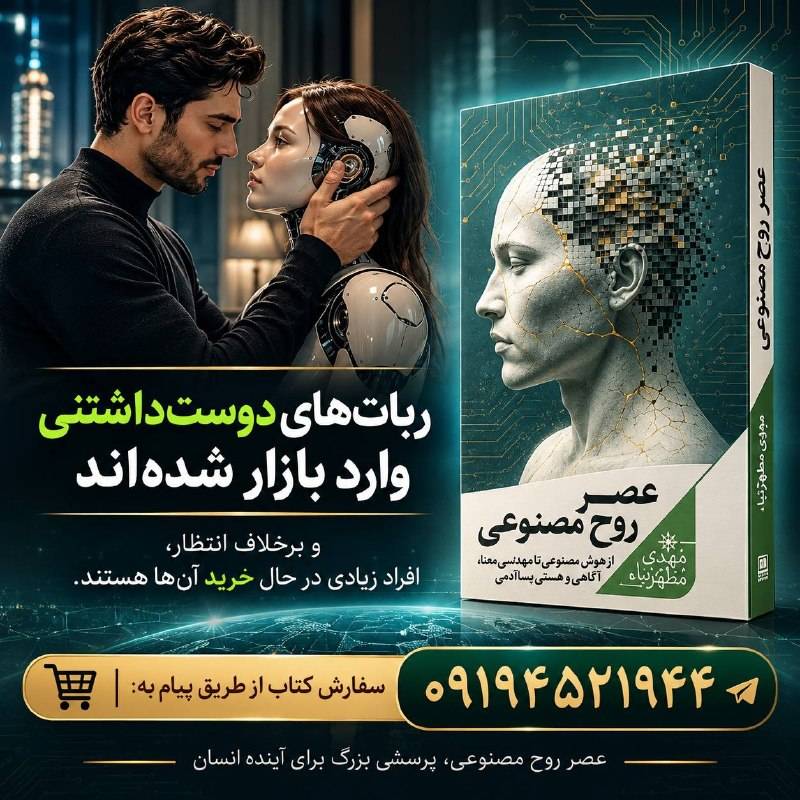 ربات‌های دوست‌داشتنی
وارد بازار شده‌اند
و برخلاف انتظار،
افراد زیادی در حال خرید آن‌ها هستند.
عصر
روح مصنوعی
از هوش مصنوعی تا مهندسی معنا،
آگاهی و هستی پساآدمی
مهدی
مطهرنیا
عصر روح مصنوعی
مهدی مطهرنیا
سفارش کتاب از طریق پیام به:
۰۹۱۹۴۵۲۱۹۴۴
عصر روح مصنوعی، پرسشی بزرگ برای آینده انسان